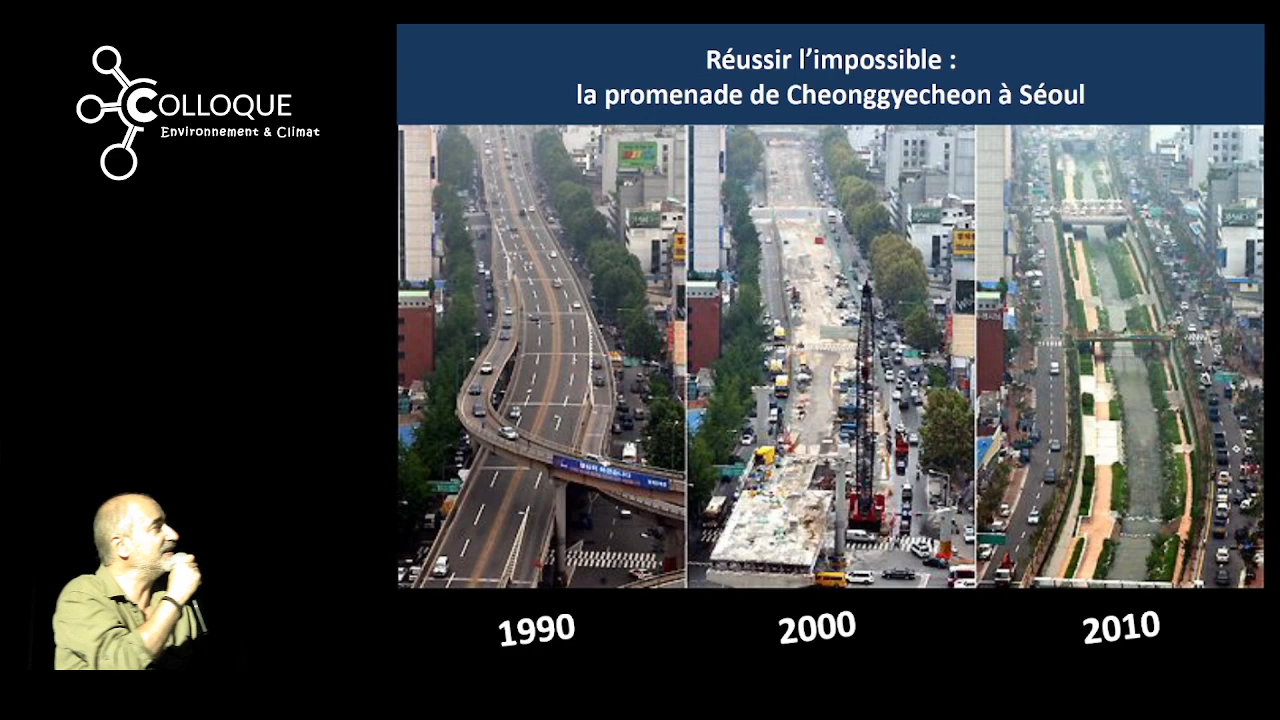 COLLOQUE
Environnement & Climat
Réussir l’impossible :
la promenade de Cheonggyecheon à Séoul
1990
2000
2010